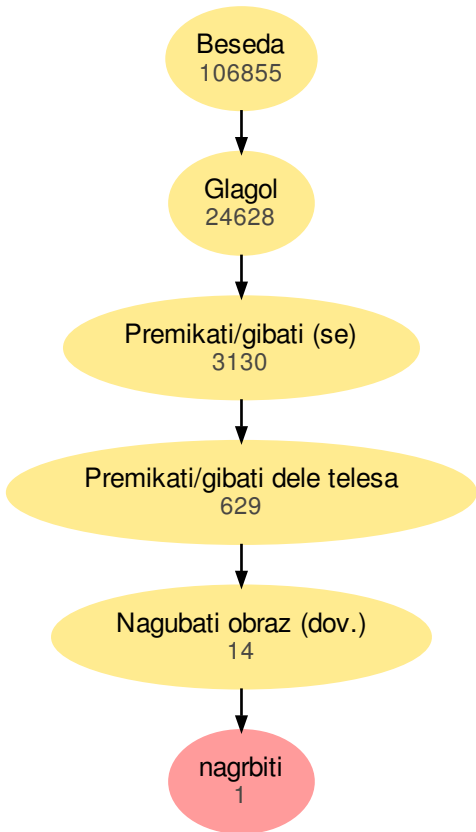 Beseda
106855
Glagol
24628
Premikati/gibati (se)
3130
Premikati/gibati dele telesa
629
Nagubati obraz (dov.)
14
nagrbiti
1